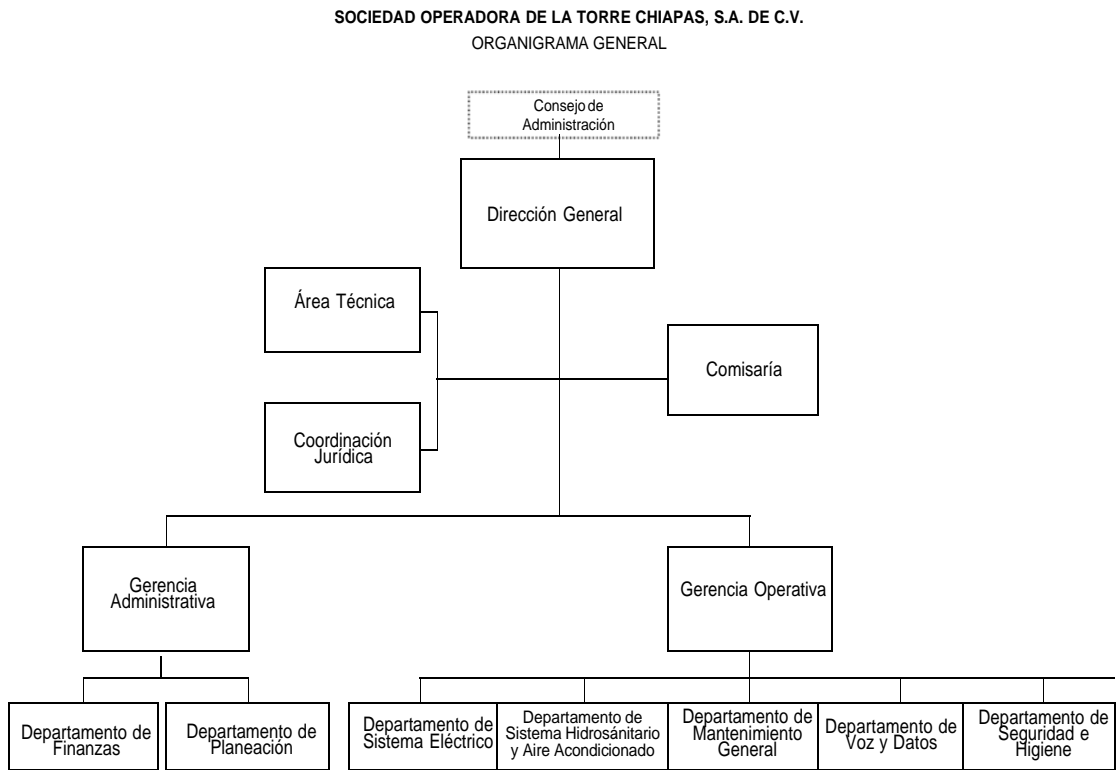 SOCIEDAD OPERADORA DE LA TORRE CHIAPAS, S.A. DE C.V.
ORGANIGRAMA GENERAL
Consejo de
Administración
Dirección General
Área Técnica
Comisaría
Coordinación
Jurídica
Gerencia
Administrativa
Gerencia Operativa
Departamento de
Finanzas
Departamento de
Planeación
Departamento de
Sistema Eléctrico
Departamento de
Sistema Hidrosánitario
y Aire Acondicionado
Departamento de
Mantenimiento
General
Departamento de
Voz y Datos
Departamento de
Seguridad e
Higiene